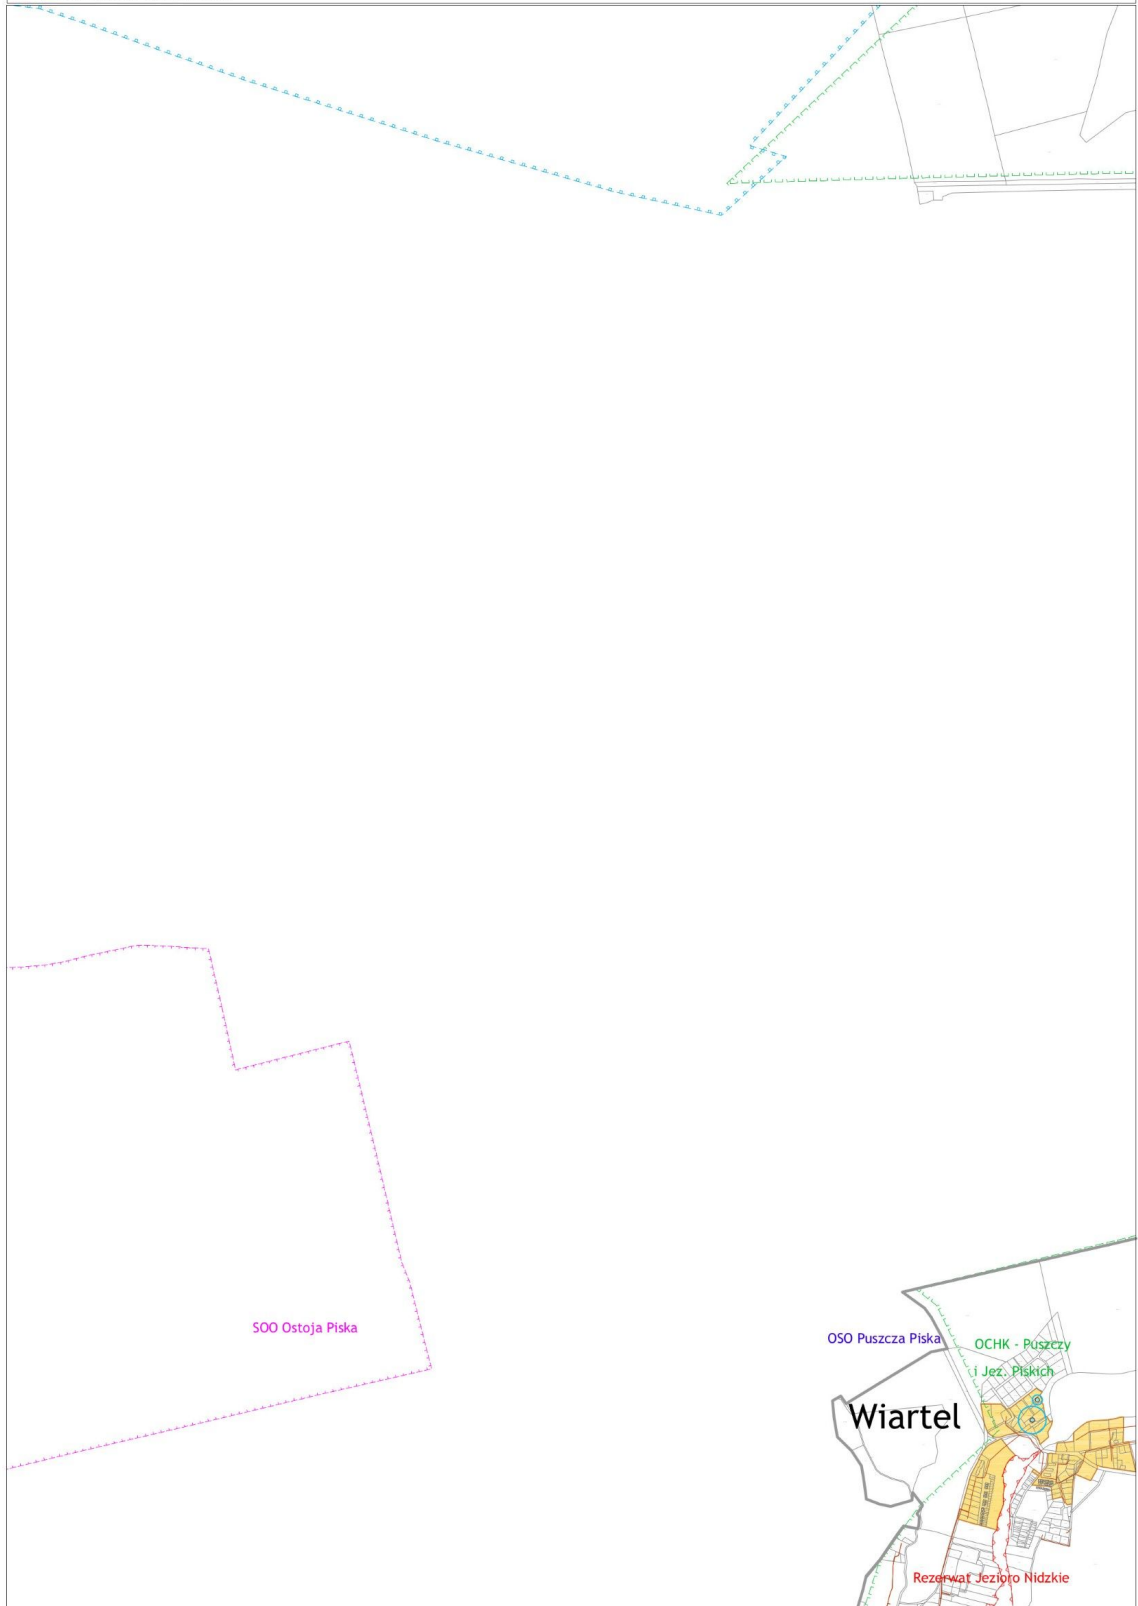 SOO Ostoja Piska
OSO Puszcza Piska
OCHK - Puszczy
i Jez. Piskich
Wiartel
Rezerwat Jezioro Nidzkie